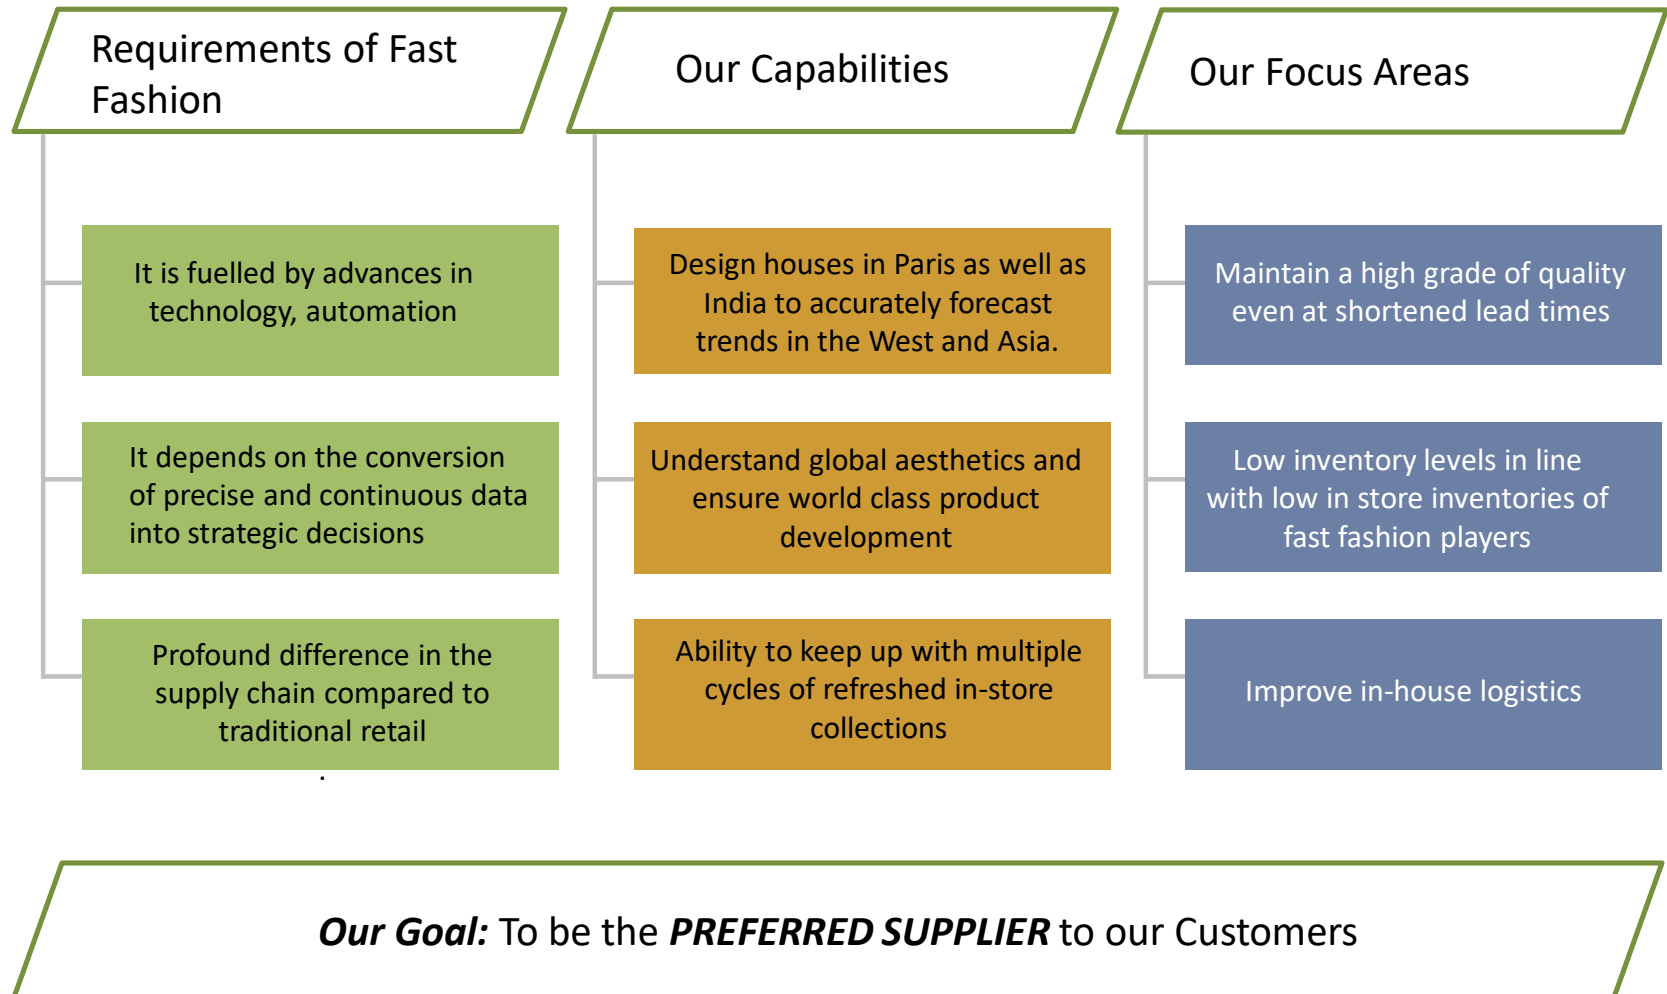 Requirements of Fast
Fashion
It is fuelled by advances in
technology, automation
It depends on the conversion
of precise and continuous data
into strategic decisions
Profound difference in the
supply chain compared to
traditional retail
.
Our Capabilities
Design houses in Paris as well as
India to accurately forecast
trends in the West and Asia.
Understand global aesthetics and
ensure world class product
development
Ability to keep up with multiple
cycles of refreshed in-store
collections
Our Focus Areas
Maintain a high grade of quality
even at shortened lead times
Low inventory levels in line
with low in store inventories of
fast fashion players
Improve in-house logistics
Our Goal: To be the PREFERRED SUPPLIER to our Customers